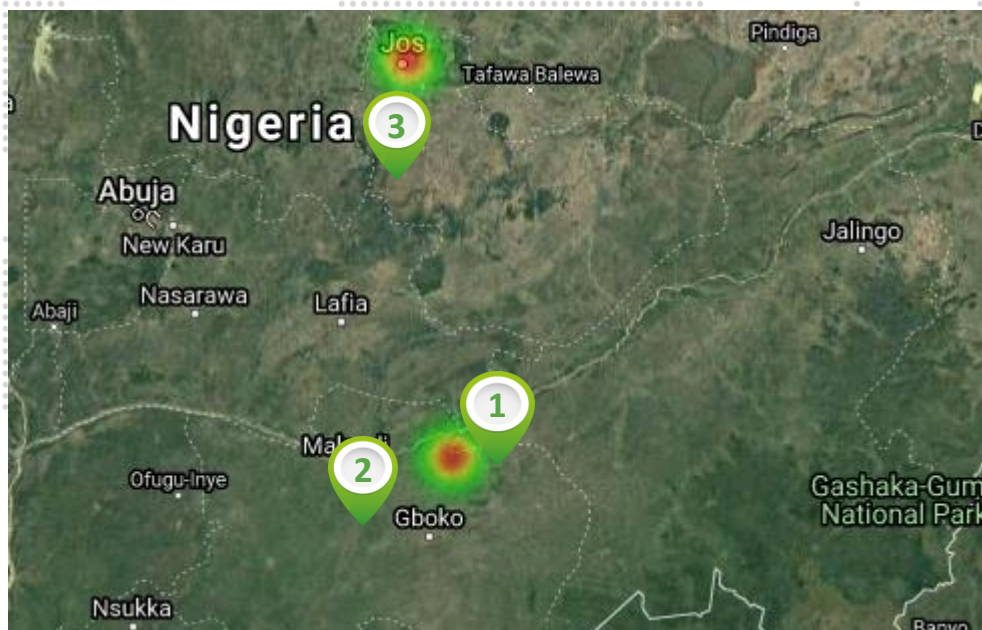 Jos
Pindiga
Tafawa Balewa
Nigeria
3
Abuja
New Karu
Jalingo
Nasarawa
Lafia
Abaji
1
2
Ofugu-Inye
Gboko
Gashaka-Gum
National Park
Nsukka